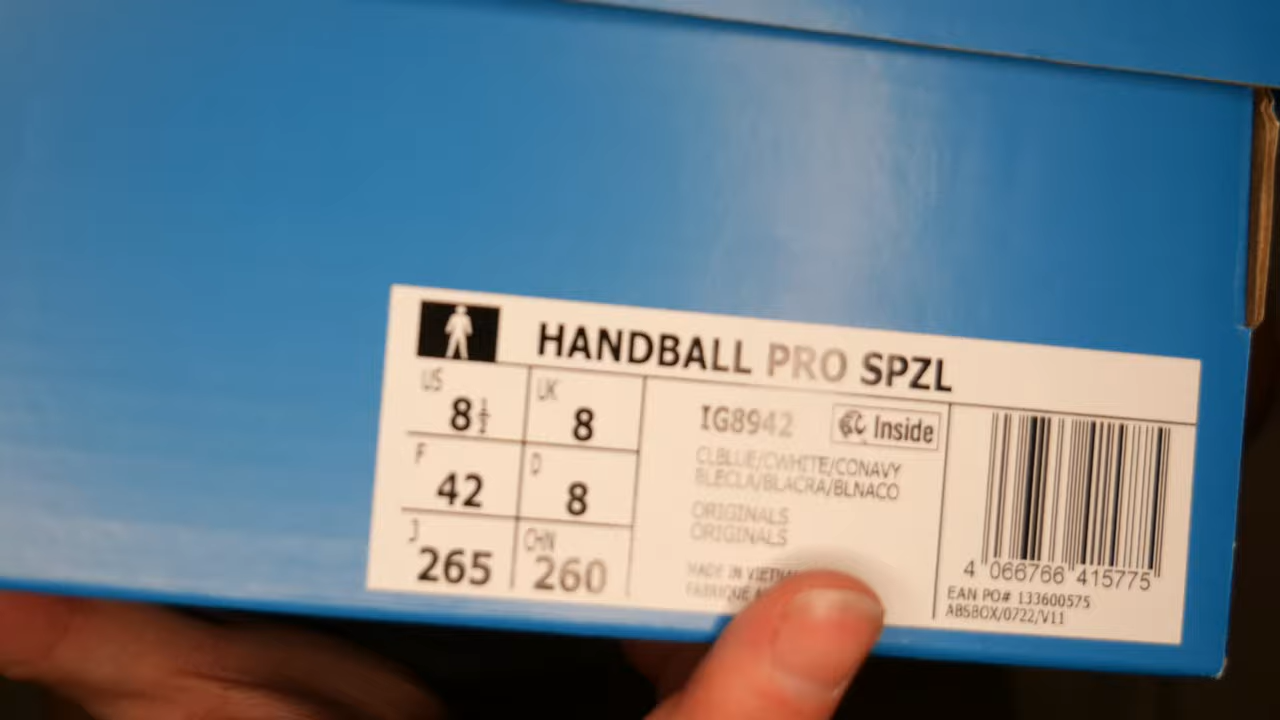 HANDBALL PRO SPZL
US 8½ UK 8
F 42 D 8
J 265 CHN 260
IG8942 Inside
CLBLUE/CWHITE/CONAVY
BLECLA/BLACRA/BLNACO
ORIGINALS
ORIGINALS
MADE IN
FABRIQUE
4 066766 415775
EAN PO# 133600575
ABSBOX/0722/V11